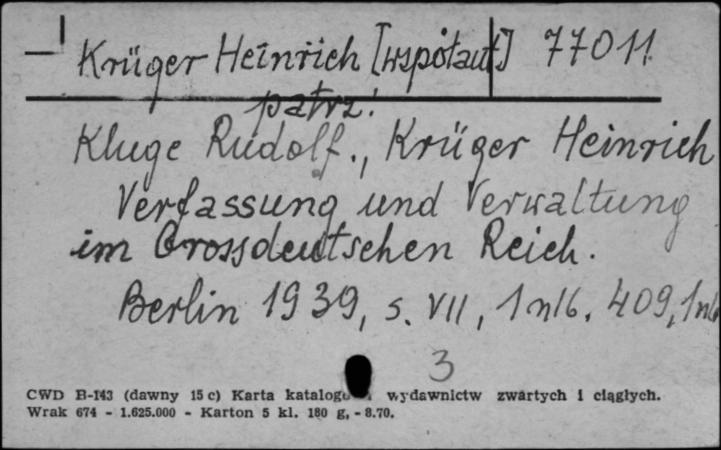 Krüger Heinrich [współaut] 77011
patrz!
Kluge Rudolf., Krüger Heinrich
Verfassung und Verwaltung
im Grossdeutschen Reich.
Berlin 1939, s. VII, 1 nlb. 409, 1 nlb
3
CWD B-143 (dawny 15 c) Karta katalogowa wydawnictw zwartych i ciągłych.
Wrak 674 - 1.625.000 - Karton 5 kl. 180 g. - 8.70.